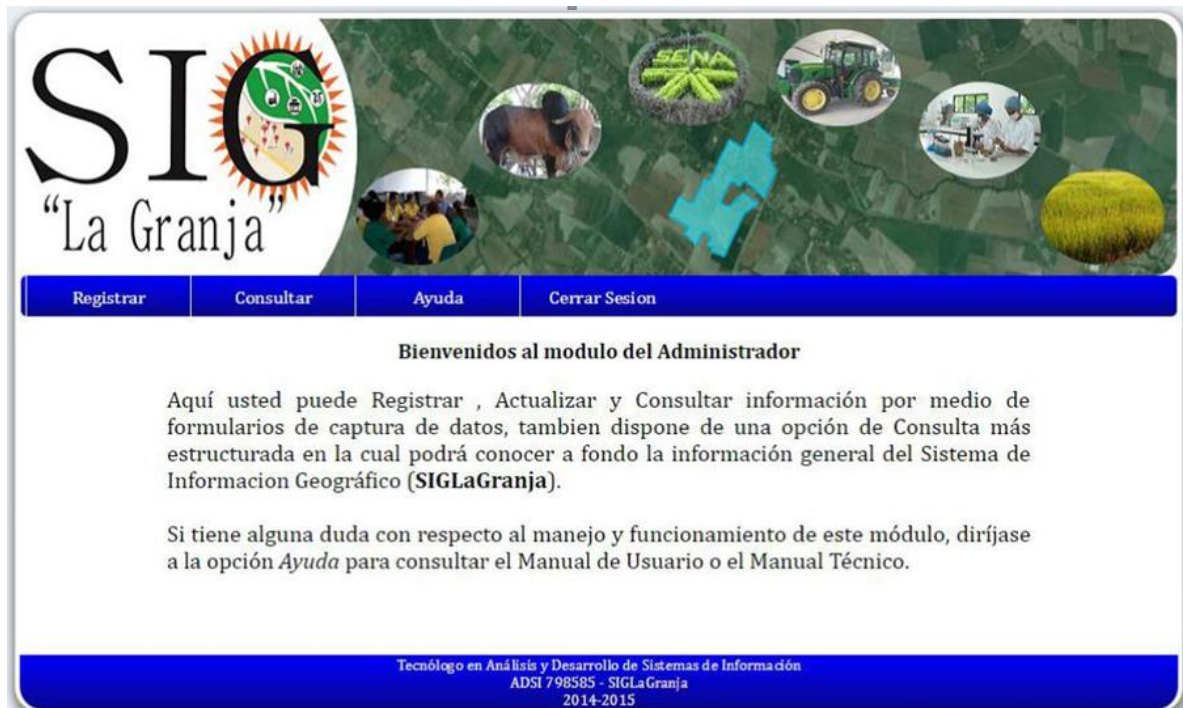 SIG
"La Granja"
SENA
Registrar
Consultar
Ayuda
Cerrar Sesion
Bienvenidos al modulo del Administrador
Aquí usted puede Registrar , Actualizar y Consultar información por medio de
formularios de captura de datos, tambien dispone de una opción de Consulta más
estructurada en la cual podrá conocer a fondo la información general del Sistema de
Informacion Geográfico (SIGLaGranja).
Si tiene alguna duda con respecto al manejo y funcionamiento de este módulo, diríjase
a la opción Ayuda para consultar el Manual de Usuario o el Manual Técnico.
Tecnólogo en Análisis y Desarrollo de Sistemas de Información
ADSI 798585 - SIGLaGranja
2014-2015